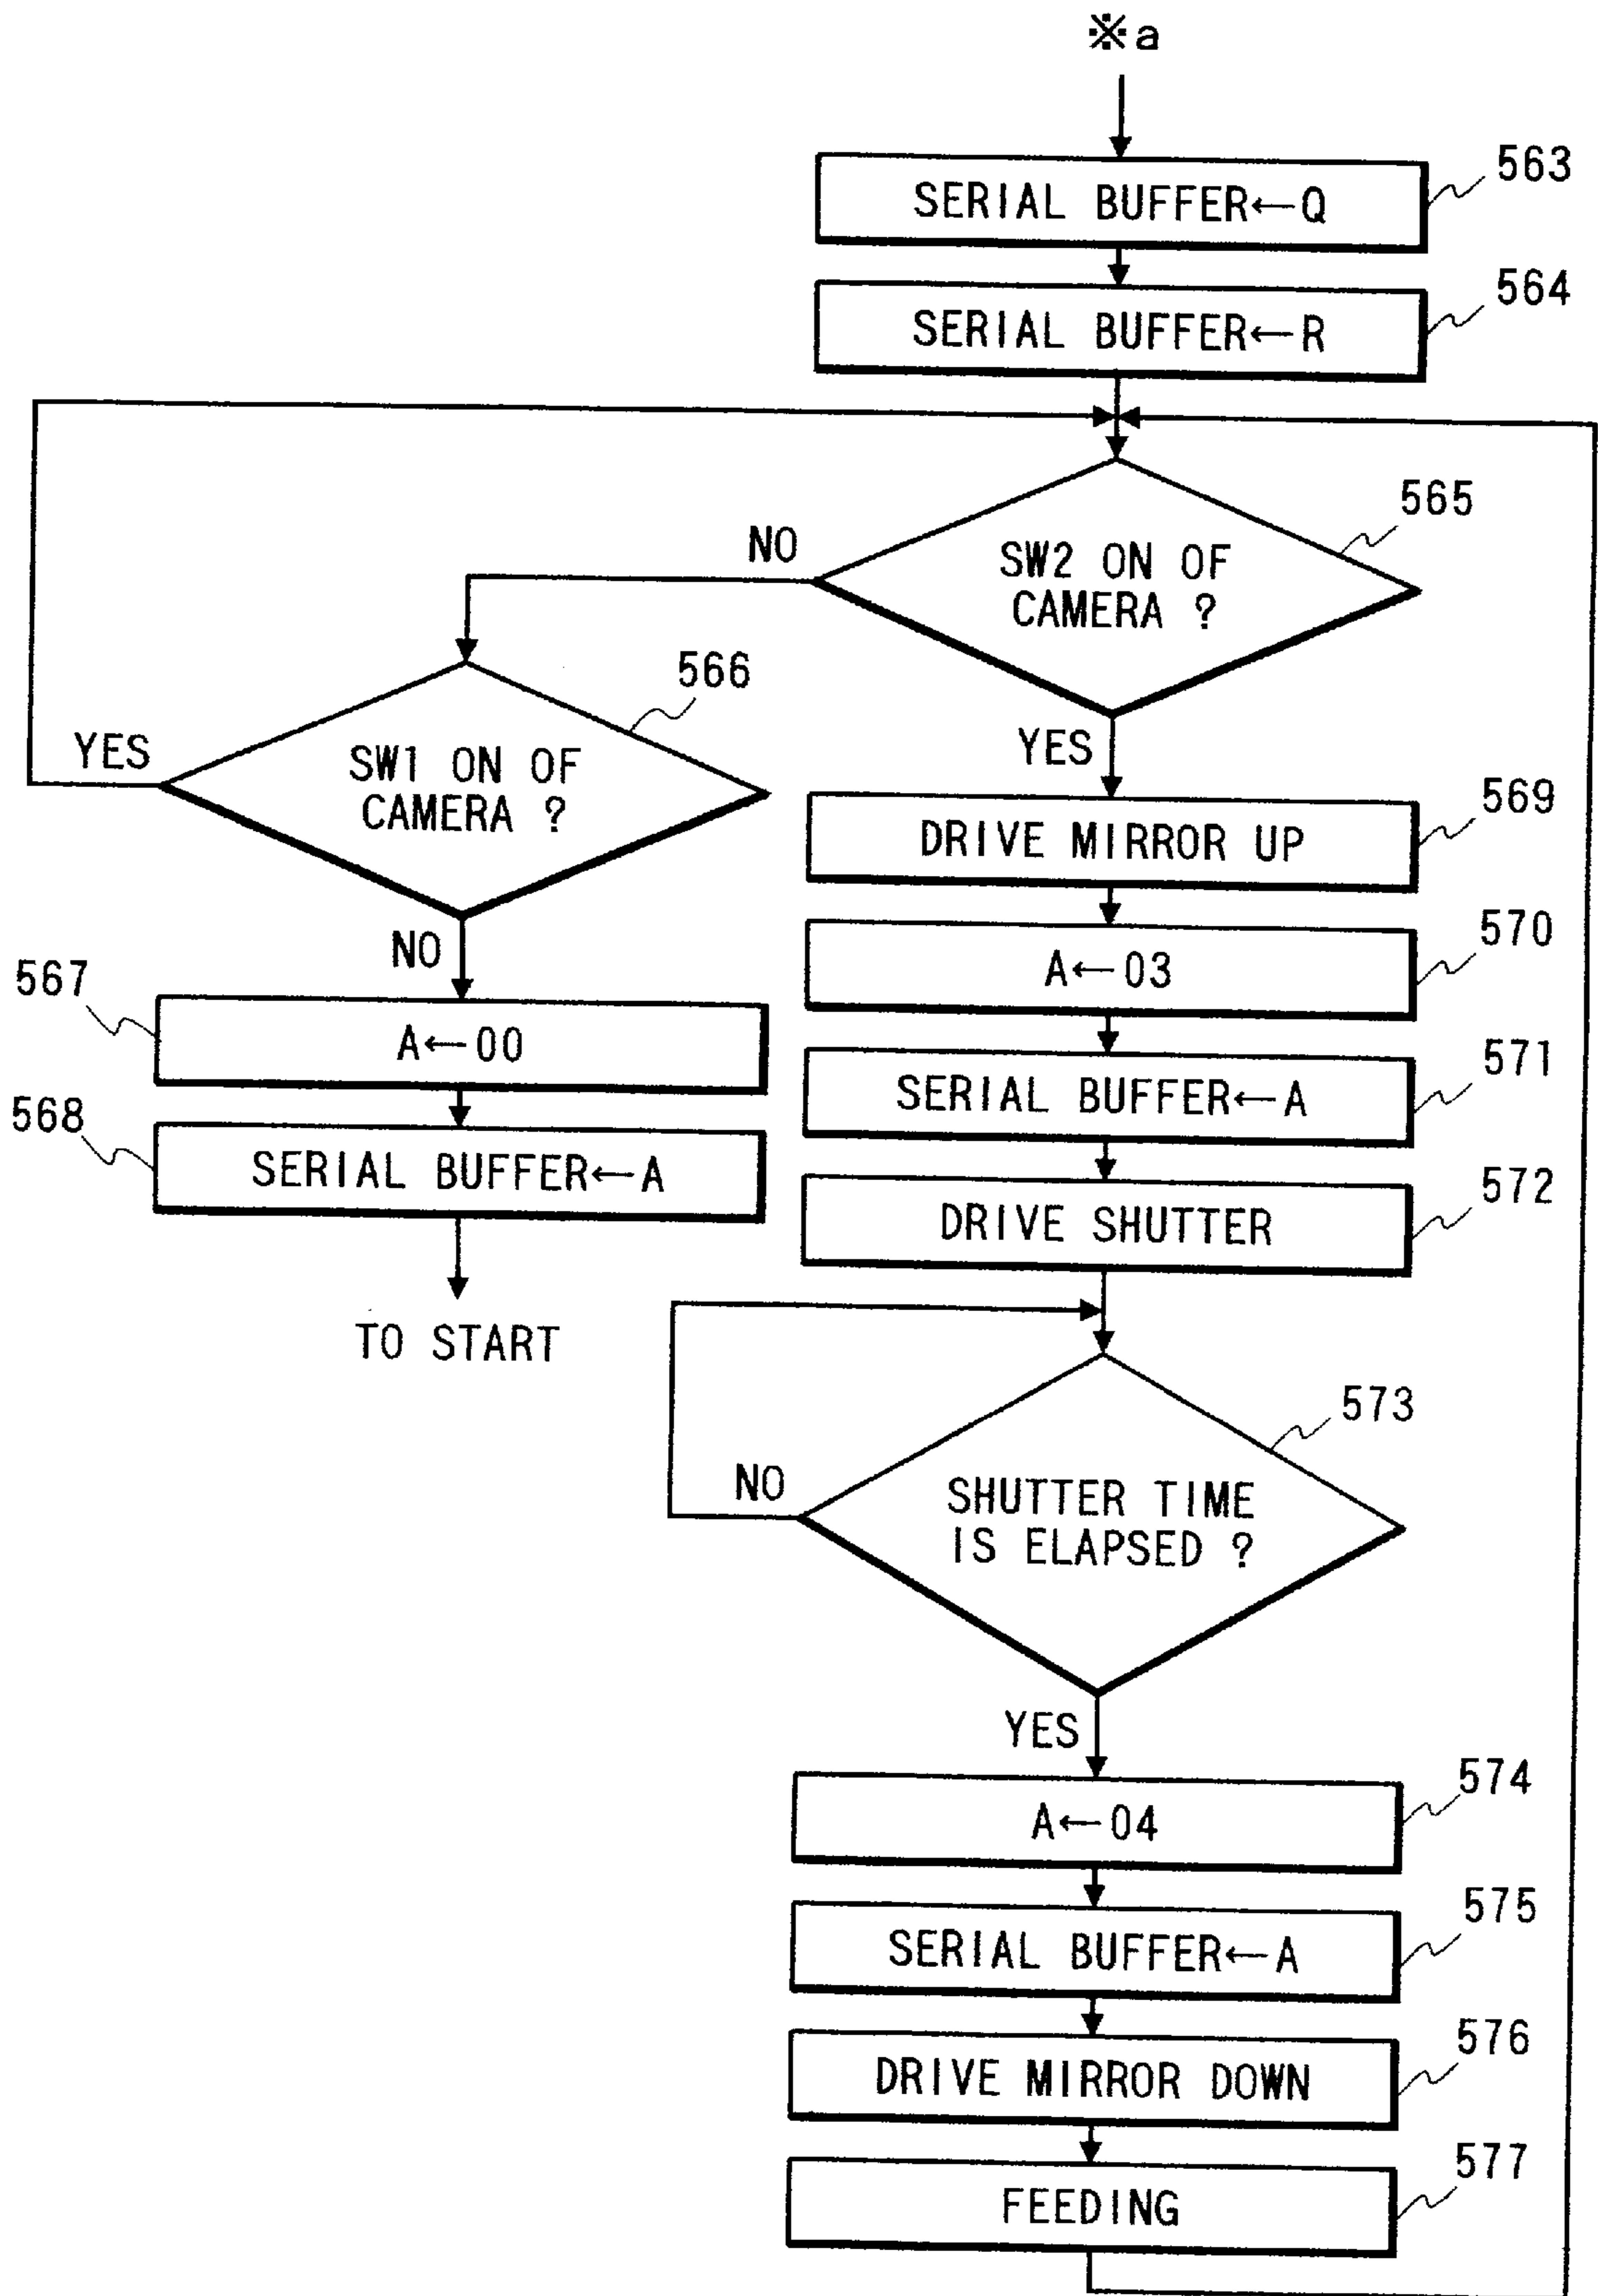 ※a
563
SERIAL BUFFER←Q
564
SERIAL BUFFER←R
565
NO
SW2 ON OF
CAMERA ?
566
YES
SW1 ON OF
CAMERA ?
YES
569
DRIVE MIRROR UP
NO
570
A←03
567
A←00
571
SERIAL BUFFER←A
568
SERIAL BUFFER←A
572
DRIVE SHUTTER
TO START
573
NO
SHUTTER TIME
IS ELAPSED ?
YES
574
A←04
575
SERIAL BUFFER←A
576
DRIVE MIRROR DOWN
577
FEEDING